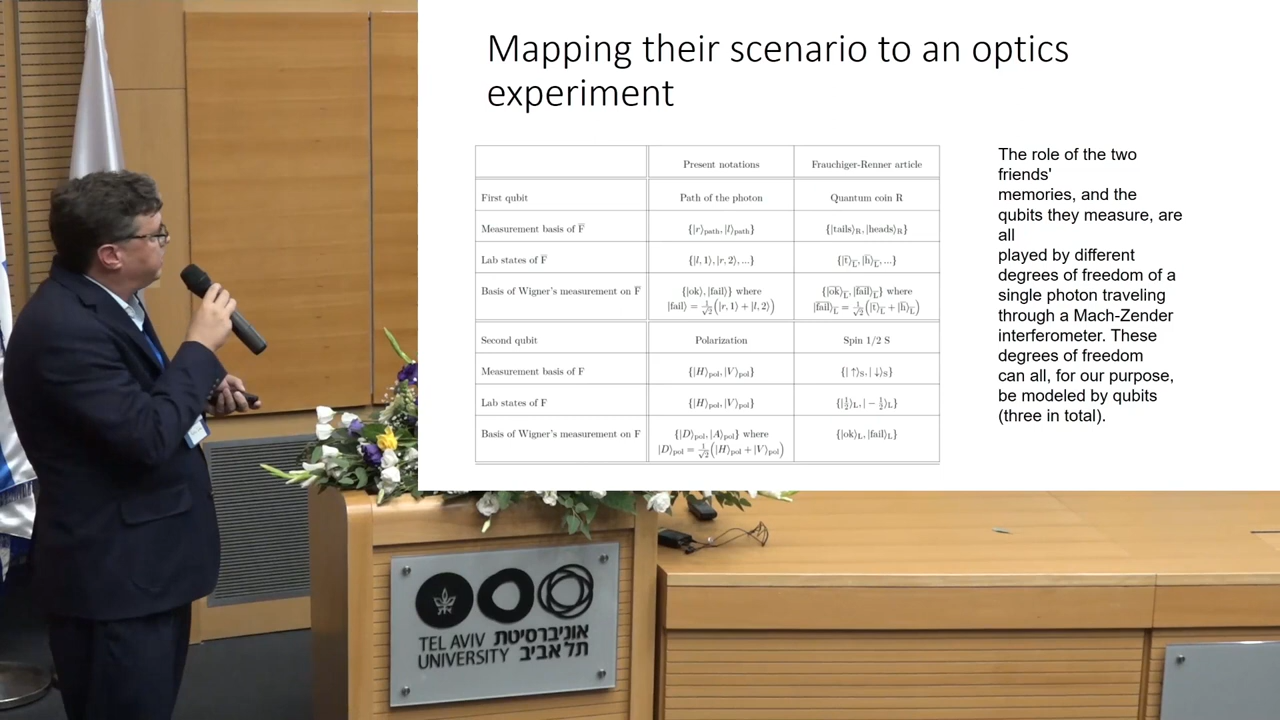 Mapping their scenario to an optics
experiment
Present notations Frauchiger-Renner article
First qubit Path of the photon Quantum coin R
Measurement basis of F̅ {|r⟩path, |l⟩path} {|tails⟩R, |heads⟩R}
Lab states of F̅ {|l, 1⟩, |r, 2⟩, ...} {|t̅⟩L̅, |h̅⟩L̅, ...}
Basis of Wigner's measurement on F̅ {|ok⟩, |fail⟩} where {|o̅k̅⟩L̅, |f̅a̅i̅l̅⟩L̅} where
|fail⟩ = 1/√2(|r, 1⟩ + |l, 2⟩) |f̅a̅i̅l̅⟩L̅ = 1/√2(|t̅⟩L̅ + |h̅⟩L̅)
Second qubit Polarization Spin 1/2 S
Measurement basis of F {|H⟩pol, |V⟩pol} {|↑⟩S, |↓⟩S}
Lab states of F {|H⟩pol, |V⟩pol} {|1/2⟩L, |− 1/2⟩L}
Basis of Wigner's measurement on F {|D⟩pol, |A⟩pol} where {|ok⟩L, |fail⟩L}
|D⟩pol = 1/√2(|H⟩pol + |V⟩pol)
The role of the two
friends'
memories, and the
qubits they measure, are
all
played by different
degrees of freedom of a
single photon traveling
through a Mach-Zender
interferometer. These
degrees of freedom
can all, for our purpose,
be modeled by qubits
(three in total).
TEL AVIV אוניברסיטת
UNIVERSITY תל אביב